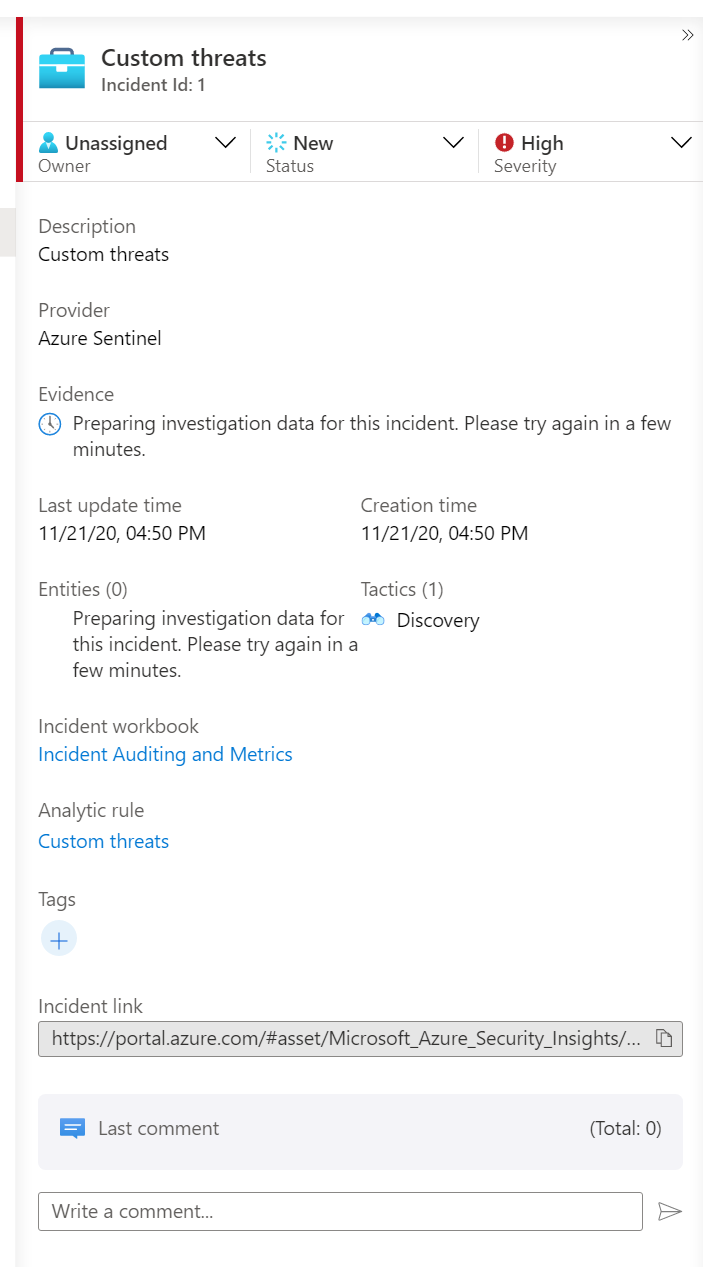 Custom threats
Incident Id: 1
Unassigned
Owner
New
Status
High
Severity
Description
Custom threats
Provider
Azure Sentinel
Evidence
Preparing investigation data for this incident. Please try again in a few
minutes.
Last update time
11/21/20, 04:50 PM
Creation time
11/21/20, 04:50 PM
Entities (0)
Preparing investigation data for
this incident. Please try again in a
few minutes.
Tactics (1)
Discovery
Incident workbook
Incident Auditing and Metrics
Analytic rule
Custom threats
Tags
Incident link
https://portal.azure.com/#asset/Microsoft_Azure_Security_Insights/...
Last comment (Total: 0)
Write a comment...